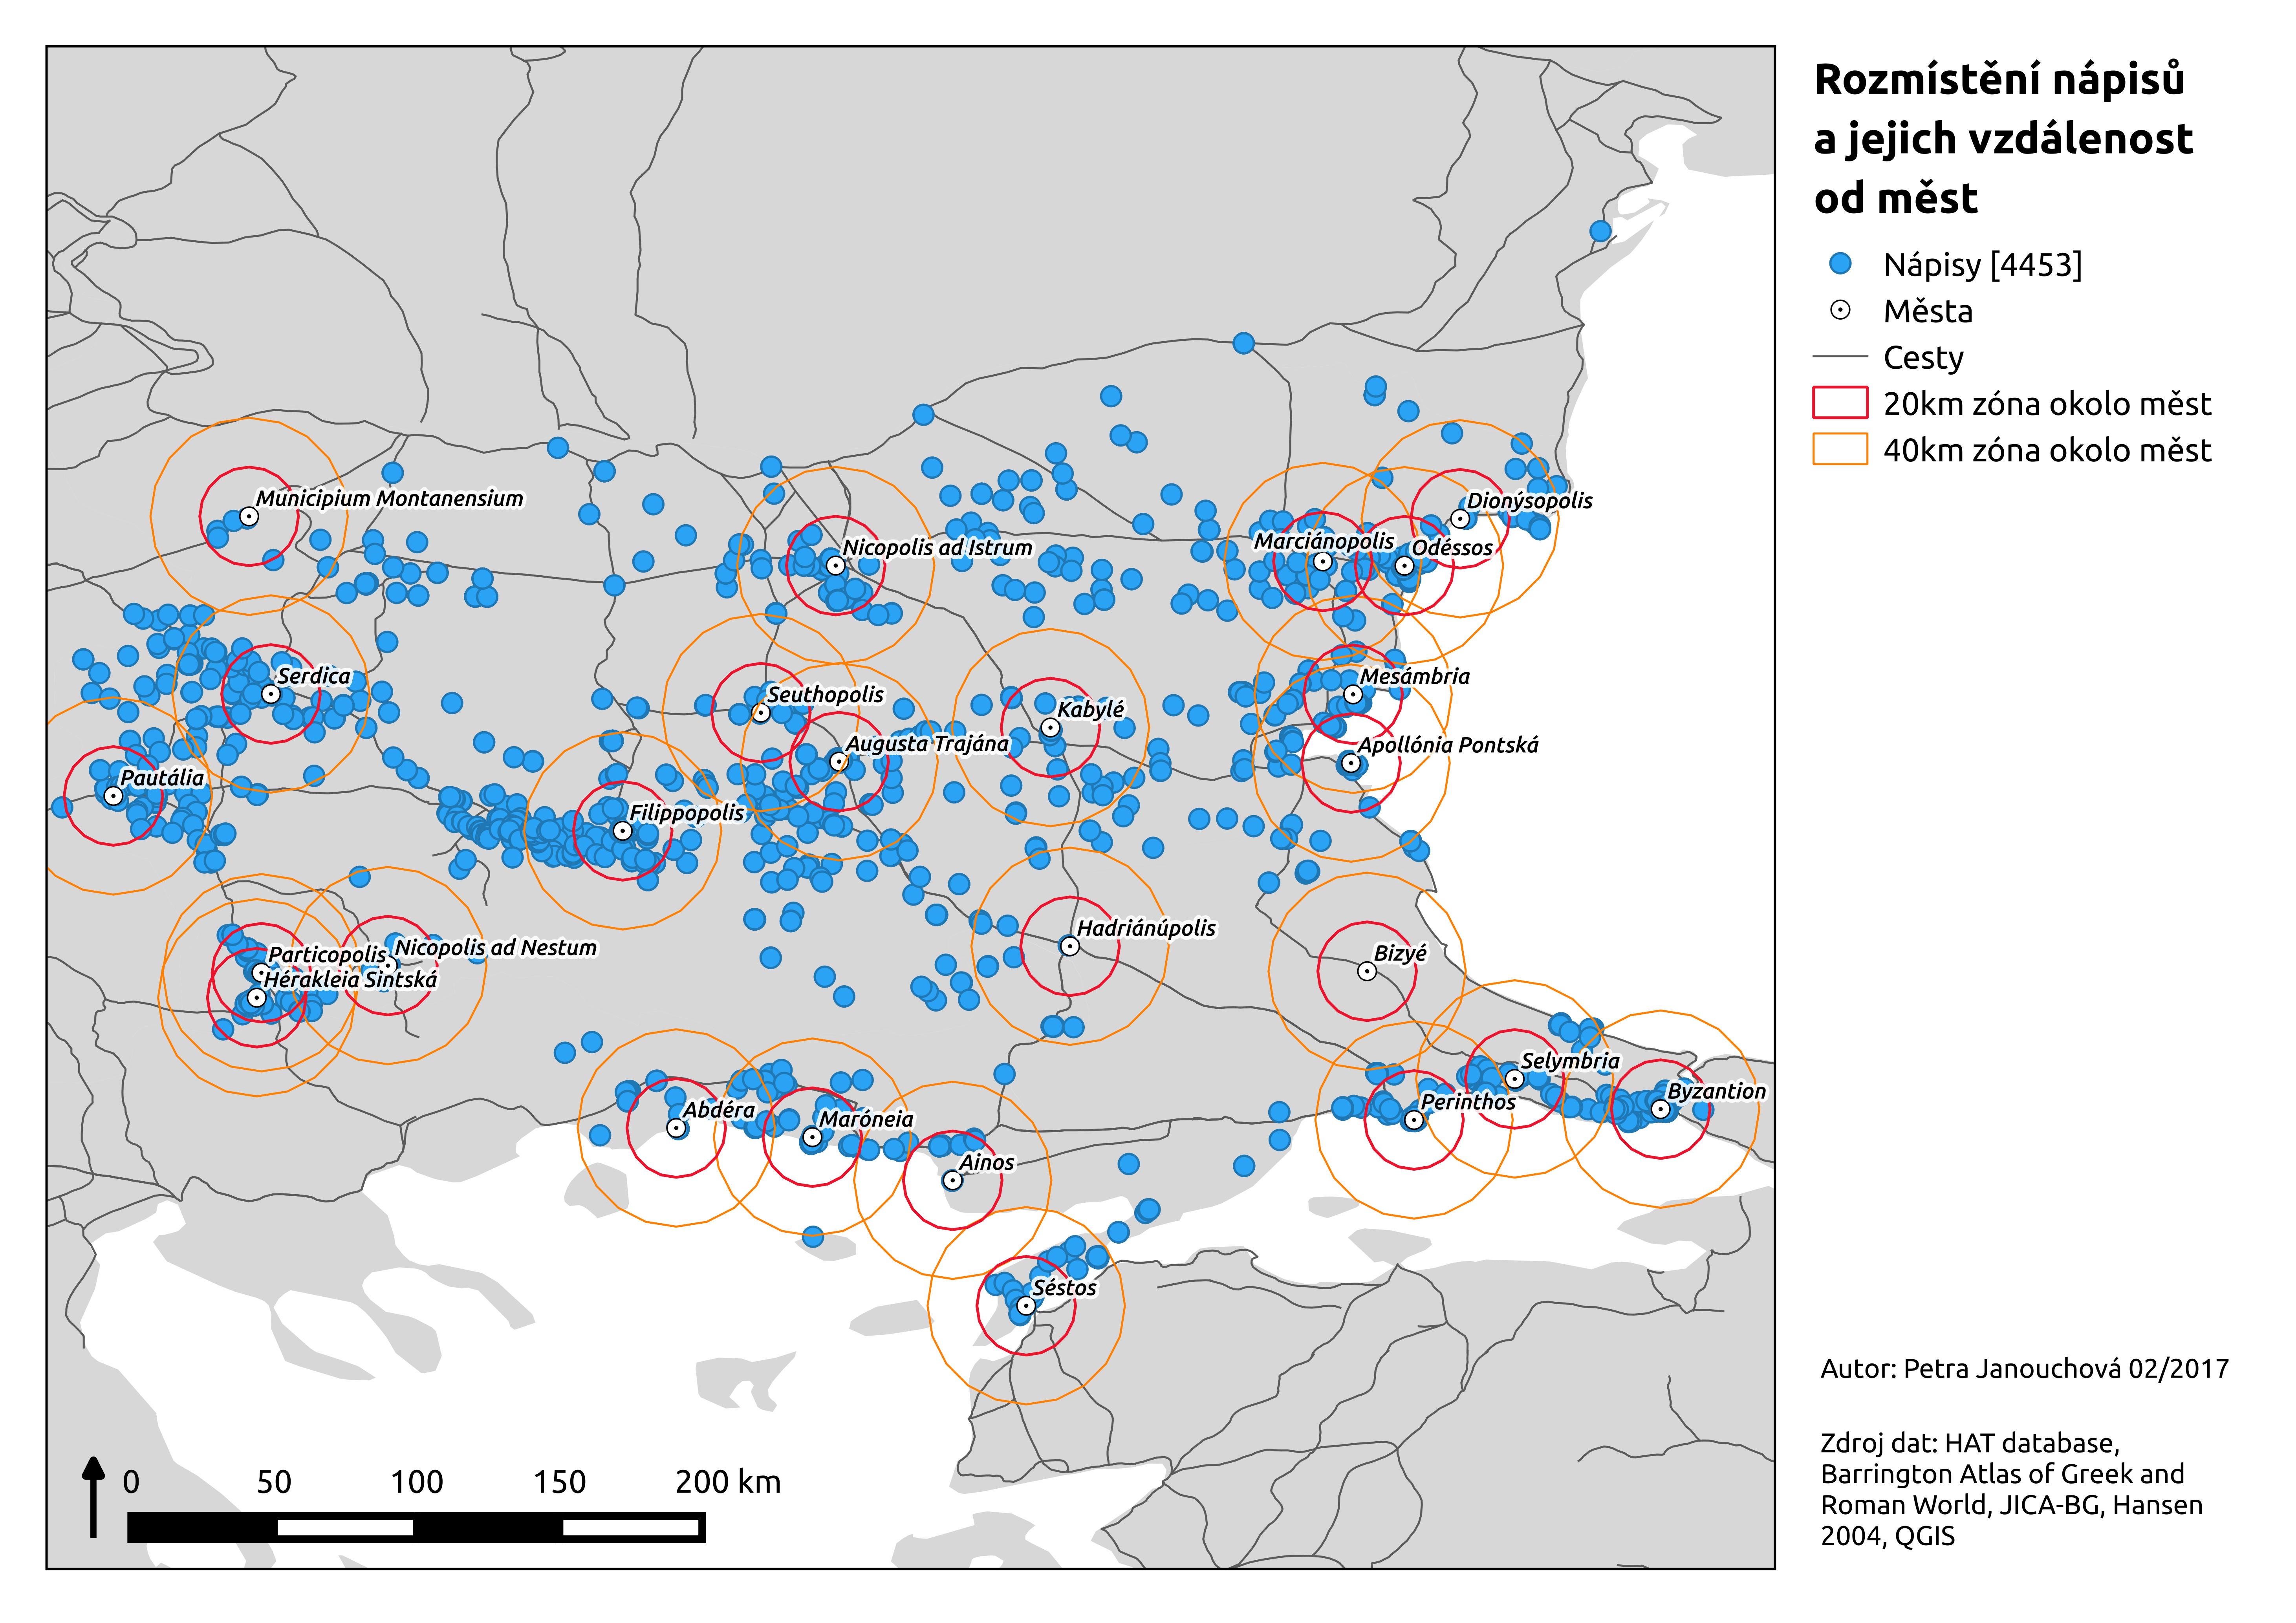 Rozmístění nápisů
a jejich vzdálenost
od měst
Nápisy [4453]
Města
Cesty
20km zóna okolo měst
40km zóna okolo měst
Municipium Montanensium
Dionýsopolis
Nicopolis ad Istrum
Marciánopolis
Odéssos
Serdica
Seuthopolis
Mesámbria
Kabylé
Augusta Trajána
Apollónia Pontská
Pautália
Filippopolis
Hadriánúpolis
Particopolis
Nicopolis ad Nestum
Bizyé
Hérakleia Sintská
Selymbria
Byzantion
Perinthos
Abdéra
Maróneia
Ainos
Séstos
0 50 100 150 200 km
Autor: Petra Janouchová 02/2017
Zdroj dat: HAT database,
Barrington Atlas of Greek and
Roman World, JICA-BG, Hansen
2004, QGIS